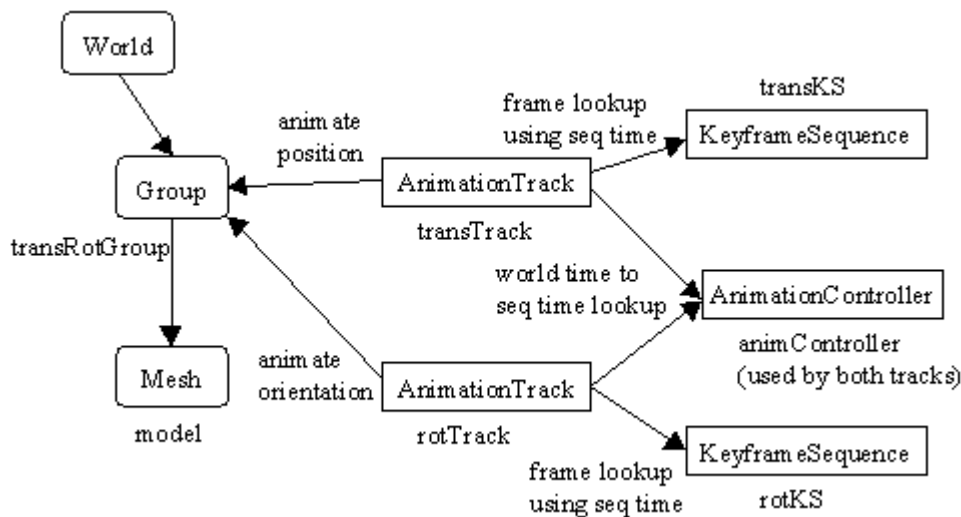 World
transKS
frame lookup
using seq time
KeyframeSequence
animate
position
Group
AnimationTrack
transTrack
transRotGroup
world time to
seq time lookup
AnimationController
animController
(used by both tracks)
animate
orientation
Mesh
AnimationTrack
model
rotTrack
KeyframeSequence
frame lookup
using seq time
rotKS